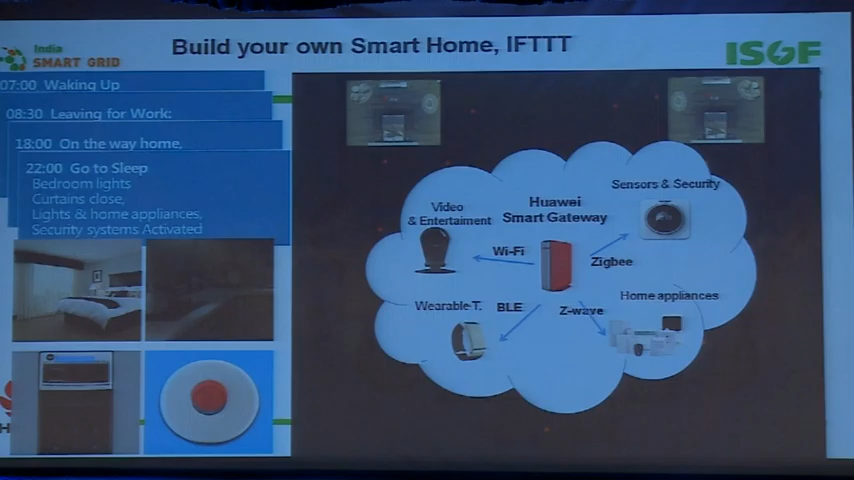 India
SMART GRID
Build your own Smart Home, IFTTT
ISGF
07:00 Waking Up
08:30 Leaving for Work:
18:00 On the way home,
22:00 Go to Sleep
Bedroom lights
Curtains close,
Lights & home appliances,
Security systems Activated
Video
& Entertaiment
Huawei
Smart Gateway
Sensors & Security
Wi-Fi
Zigbee
Wearable T.
BLE
Z-wave
Home appliances
H